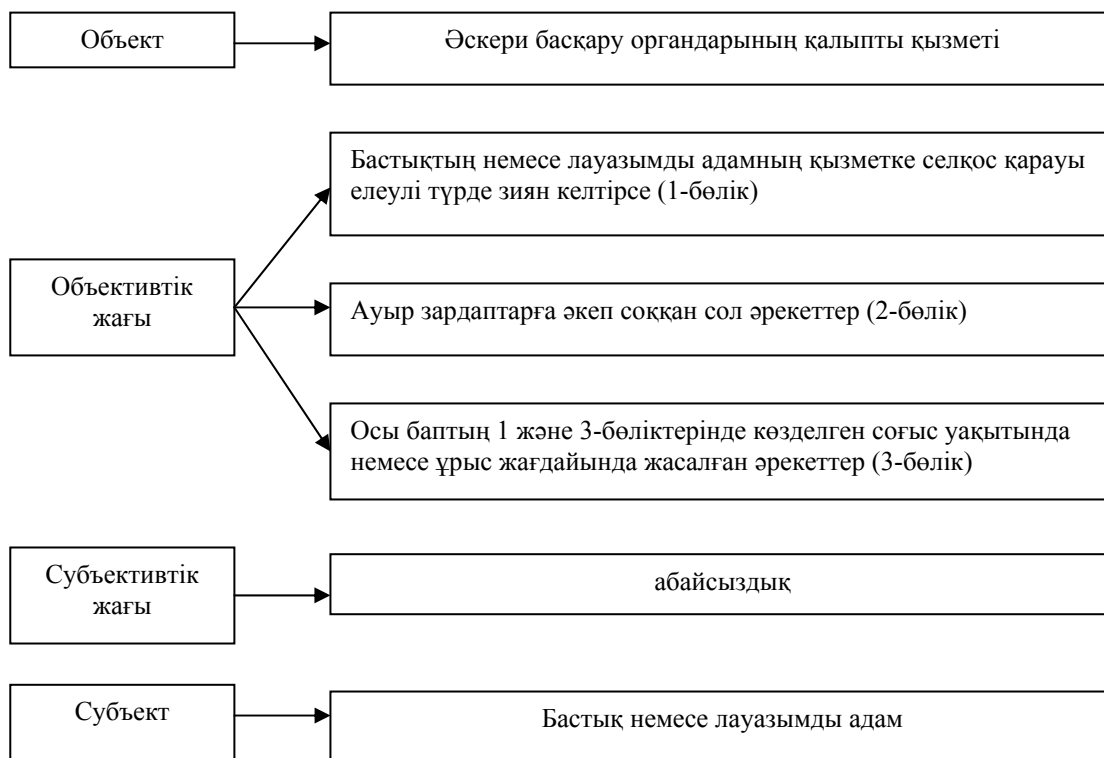 Объект
Әскери басқару органдарының қалыпты қызметі
Бастықтың немесе лауазымды адамның қызметке селқос қарауы
елеулі түрде зиян келтірсе (1-бөлік)
Объективтік
жағы
Ауыр зардаптарға әкеп соққан сол әрекеттер (2-бөлік)
Осы баптың 1 және 3-бөліктерінде көзделген соғыс уақытында
немесе ұрыс жағдайында жасалған әрекеттер (3-бөлік)
Субъективтік
жағы
абайсыздық
Субъект
Бастық немесе лауазымды адам